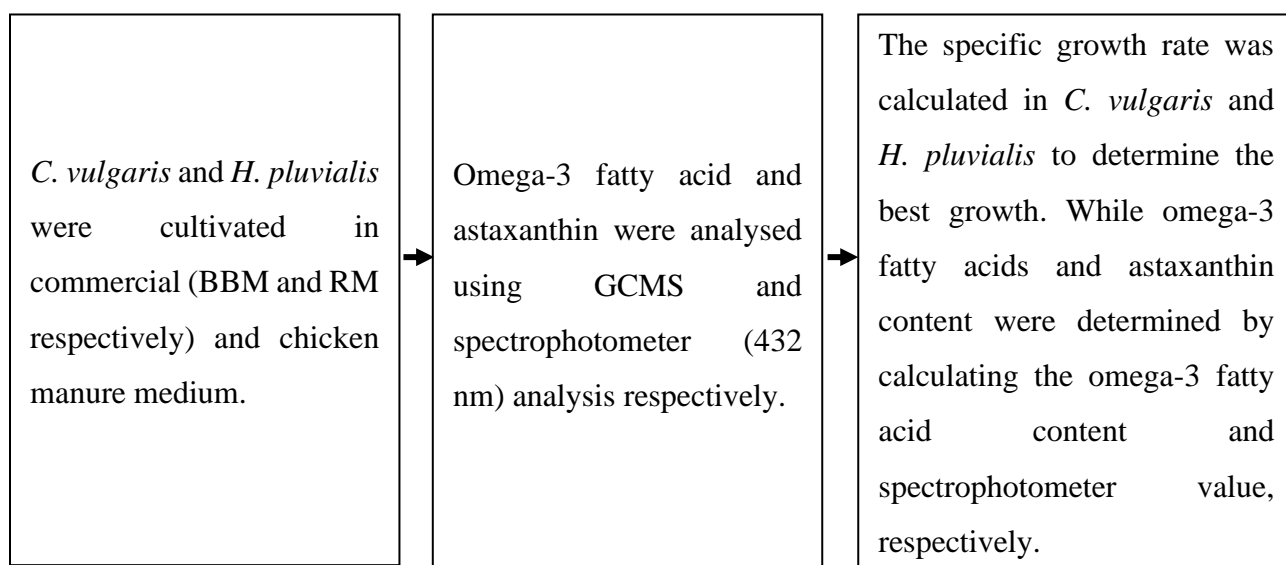 C. vulgaris and H. pluvialis
were cultivated in
commercial (BBM and RM
respectively) and chicken
manure medium.
Omega-3 fatty acid and
astaxanthin were analysed
using GCMS and
spectrophotometer (432
nm) analysis respectively.
The specific growth rate was
calculated in C. vulgaris and
H. pluvialis to determine the
best growth. While omega-3
fatty acids and astaxanthin
content were determined by
calculating the omega-3 fatty
acid content and
spectrophotometer value,
respectively.